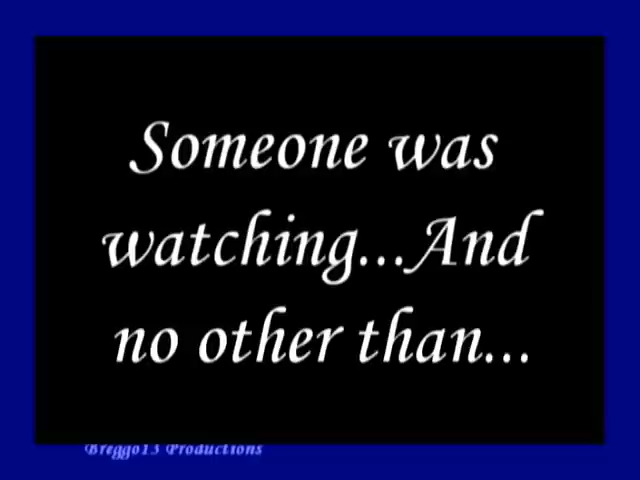 Someone was
watching...And
no other than...
Breggo13 Productions